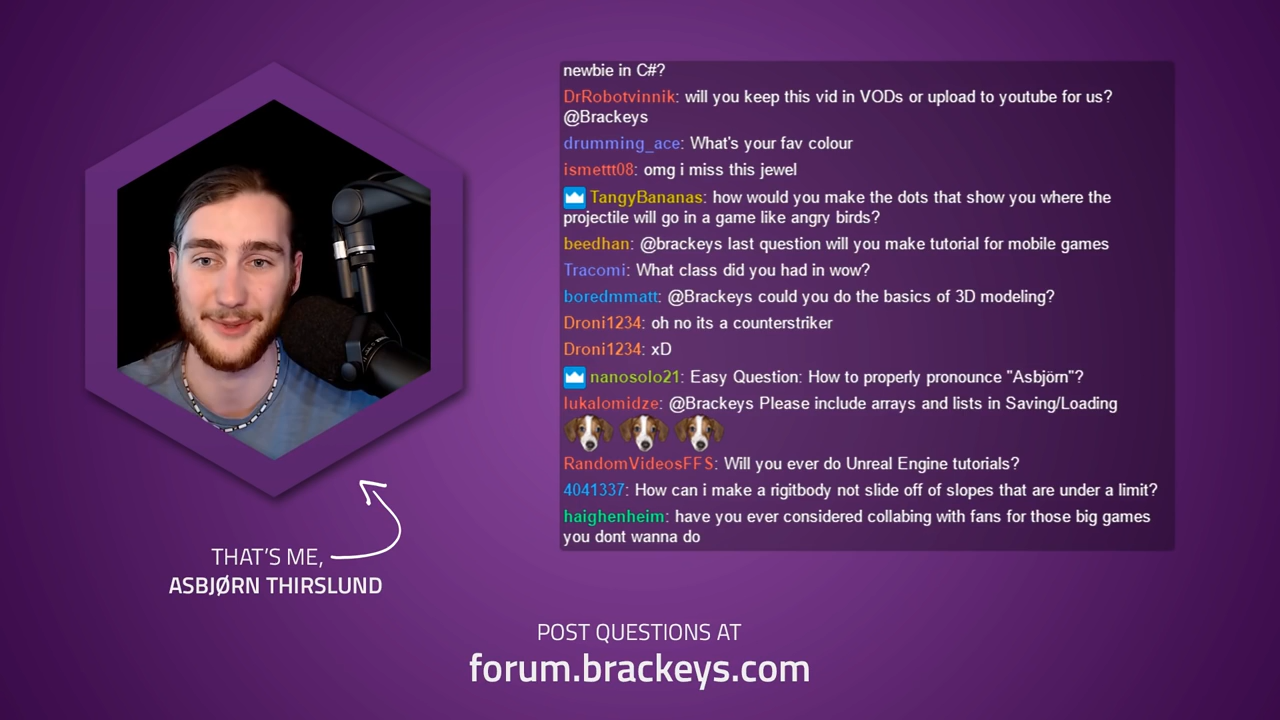 newbie in C#?
DrRobotvinnik: will you keep this vid in VODs or upload to youtube for us?
@Brackeys
drumming_ace: What's your fav colour
ismettt08: omg i miss this jewel
TangyBananas: how would you make the dots that show you where the
projectile will go in a game like angry birds?
beedhan: @brackeys last question will you make tutorial for mobile games
Tracomi: What class did you had in wow?
boredmmatt: @Brackeys could you do the basics of 3D modeling?
Droni1234: oh no its a counterstriker
Droni1234: xD
nanosolo21: Easy Question: How to properly pronounce "Asbjörn"?
lukalomidze: @Brackeys Please include arrays and lists in Saving/Loading
RandomVideosFFS: Will you ever do Unreal Engine tutorials?
4041337: How can i make a rigitbody not slide off of slopes that are under a limit?
haighenheim: have you ever considered collabing with fans for those big games
you dont wanna do
THAT'S ME,
ASBJØRN THIRSLUND
POST QUESTIONS AT
forum.brackeys.com